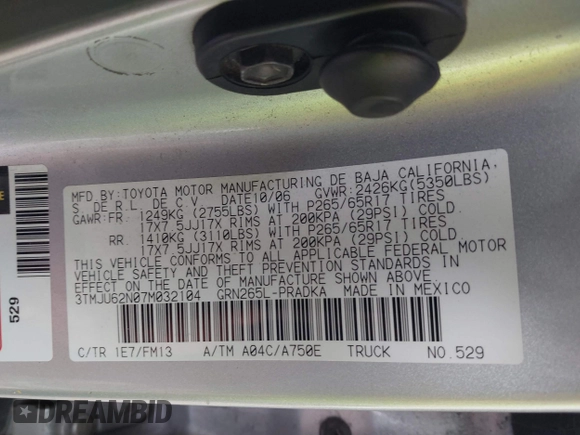 MFD.BY:TOYOTA MOTOR MANUFACTURING DE BAJA CALIFORNIA,
S. DE R.L. DE C.V. DATE10/06 GVWR:2426KG(5350LBS)
GAWR:FR. 1249KG (2755LBS) WITH P265/65R17 TIRES
17X7.5JJ17X RIMS AT 200KPA (29PSI) COLD.
RR. 1410KG (3110LBS) WITH P265/65R17 TIRES
17X7.5JJ17X RIMS AT 200KPA (29PSI) COLD.
THIS VEHICLE CONFORMS TO ALL APPLICABLE FEDERAL MOTOR
VEHICLE SAFETY AND THEFT PREVENTION STANDARDS IN
EFFECT ON THE DATE OF MANUFACTURE SHOWN ABOVE
3TMJU62N07M032104 GRN265L-PRADKA MADE IN MEXICO
C/TR 1E7/FM13 A/TM A04C/A750E TRUCK NO.529
529
DREAMBID